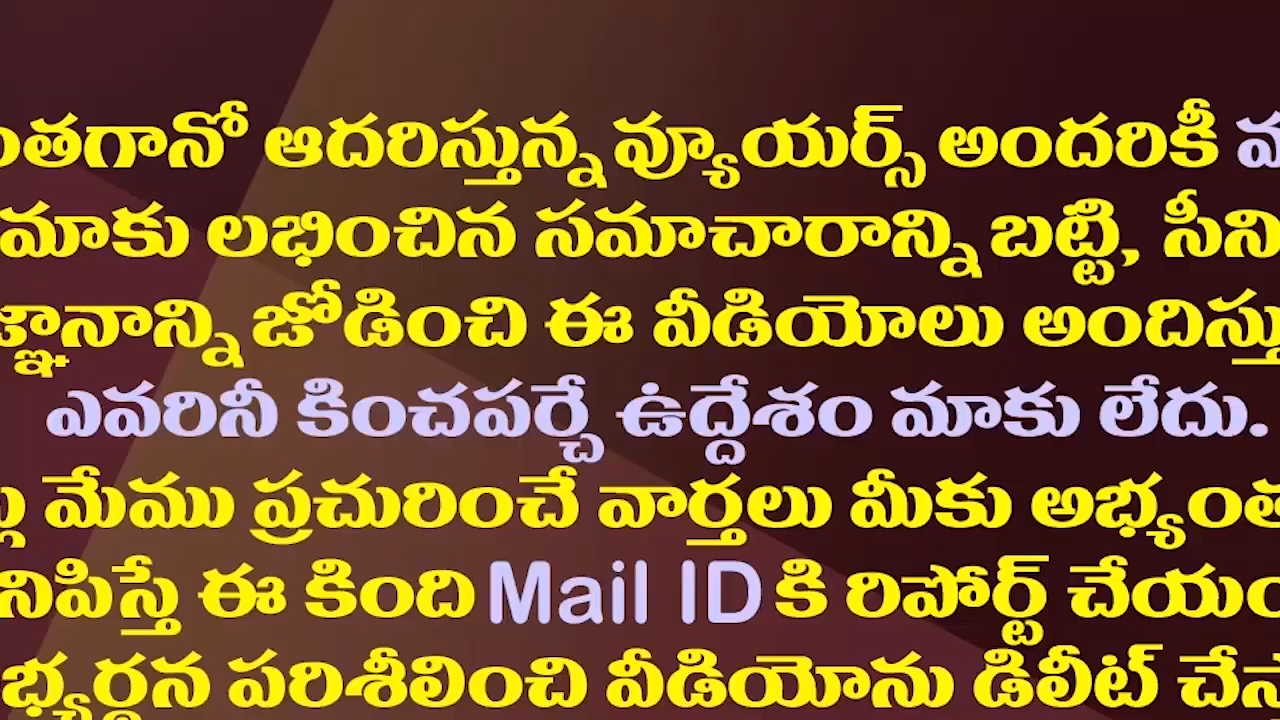 ంతగానో ఆదరిస్తున్న వ్యూయర్స్ అందరికీ
మాకు లభించిన సమాచారాన్ని బట్టి, సీని
జ్ఞానాన్ని జోడించి ఈ వీడియోలు అందిస్తు
ఎవరినీ కించపర్చే ఉద్దేశం మాకు లేదు.
మేము ప్రచురించే వార్తలు మీకు అభ్యంత
నిపిస్తే ఈ కింది Mail ID కి రిపోర్ట్ చేయం
భ్యర్థన పరిశీలించి వీడియోను డిలీట్ చేస